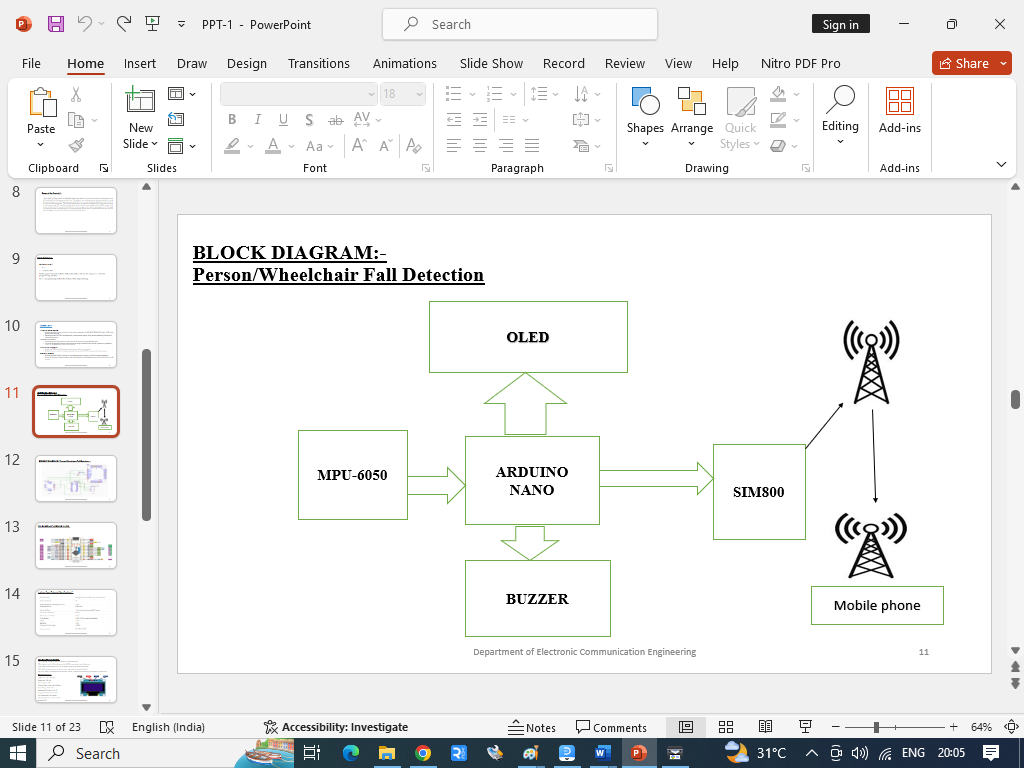 PPT-1 - PowerPoint
Search
Sign in
File Home Insert Draw Design Transitions Animations Slide Show Record Review View Help Nitro PDF Pro
Share
Paste
Clipboard
New
Slide
Slides
18
B I U S ab AV
A Aa A A A
Font
Paragraph
Shapes
Arrange
Quick
Styles
Drawing
Editing
Add-ins
Add-ins
8
9
10
11
12
13
14
15
BLOCK DIAGRAM:-
Person/Wheelchair Fall Detection
OLED
MPU-6050
ARDUINO
NANO
SIM800
BUZZER
Mobile phone
Department of Electronic Communication Engineering
11
Slide 11 of 23
English (India)
Accessibility: Investigate
Notes
Comments
64%
Search
31°C
ENG
20:05